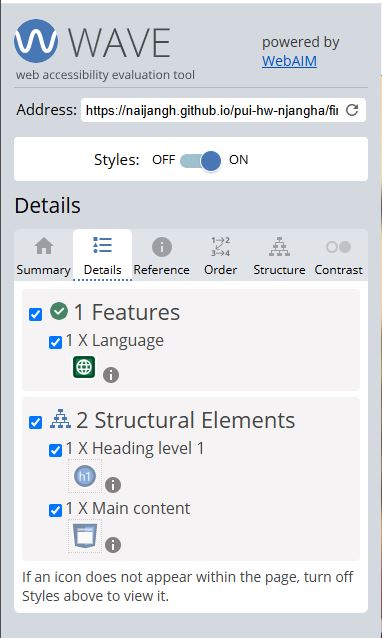 WAVE
powered by
WebAIM
web accessibility evaluation tool
Address: https://naijangh.github.io/pui-hw-njangha/fi
Styles: OFF ON
Details
Summary Details Reference Order Structure Contrast
1 Features
1 X Language
2 Structural Elements
1 X Heading level 1
h1
1 X Main content
If an icon does not appear within the page, turn off
Styles above to view it.